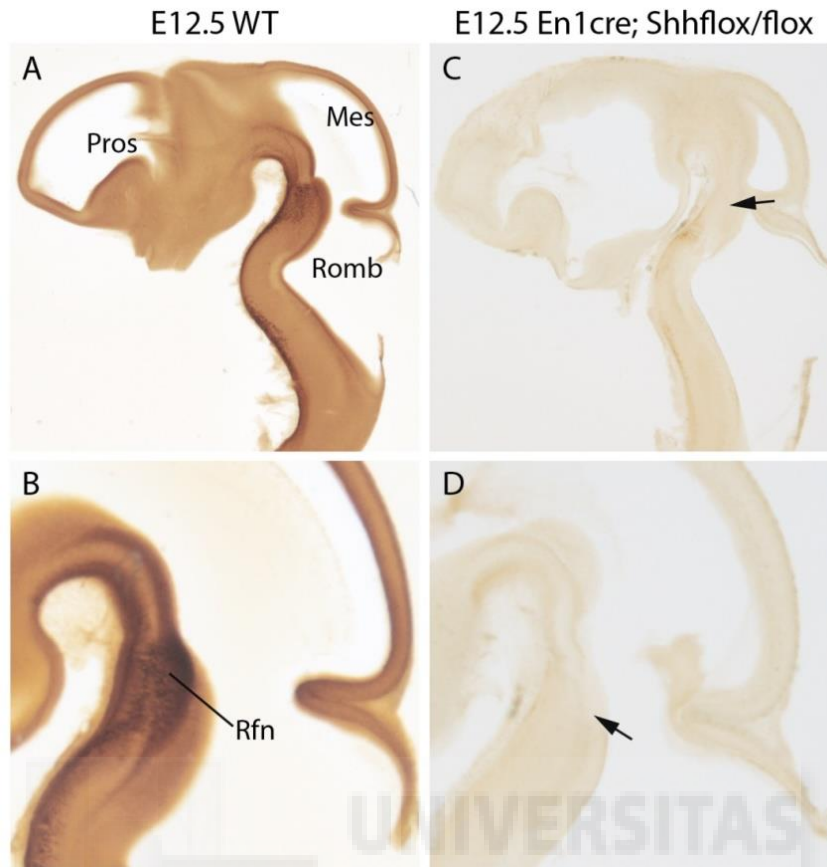 E12.5 WT
E12.5 En1cre; Shhflox/flox
A
Pros
Mes
Romb
C
B
Rfn
D
UNIVERSITAS